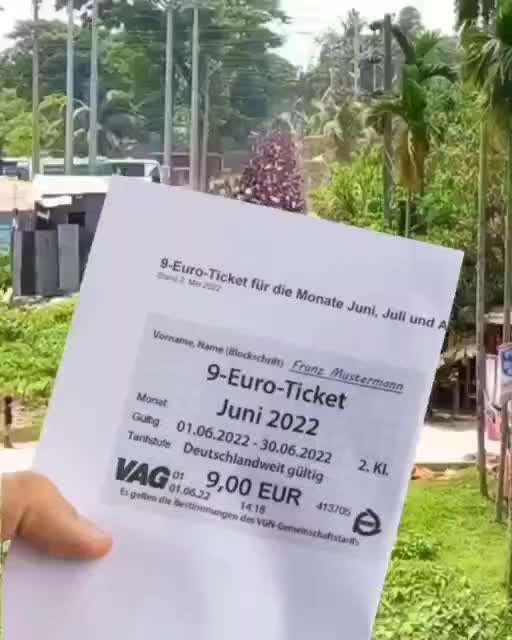 9-Euro-Ticket für die Monate Juni, Juli und A
Stand 2. Mai 2022
Vorname, Name (Blockschrift) Franz Mustermann
9-Euro-Ticket
Monat: Juni 2022
Gültig: 01.06.2022 - 30.06.2022 2. Kl.
Tarifstufe Deutschlandweit gültig
VAG 01 9,00 EUR 413705
01.06.22 14:18
Es gelten die Bestimmungen des VGN-Gemeinschaftstarifs